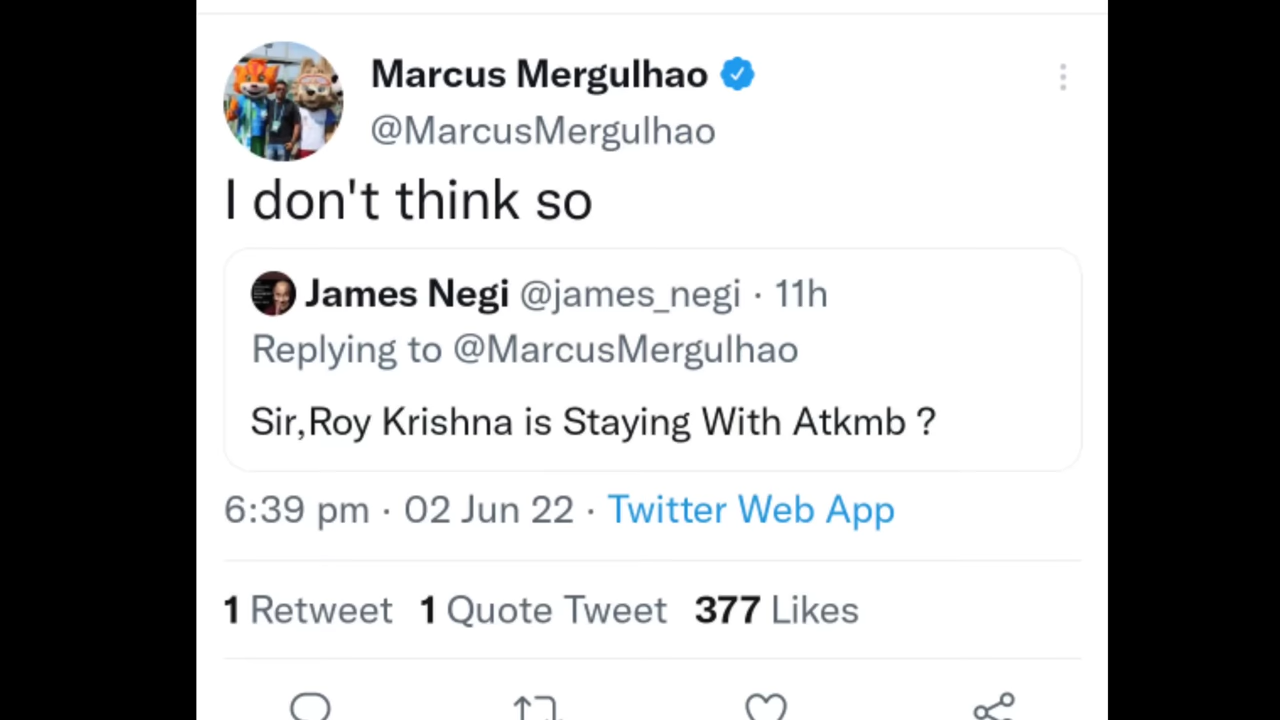 Marcus Mergulhao
@MarcusMergulhao
I don't think so
James Negi @james_negi · 11h
Replying to @MarcusMergulhao
Sir,Roy Krishna is Staying With Atkmb ?
6:39 pm · 02 Jun 22 · Twitter Web App
1 Retweet 1 Quote Tweet 377 Likes